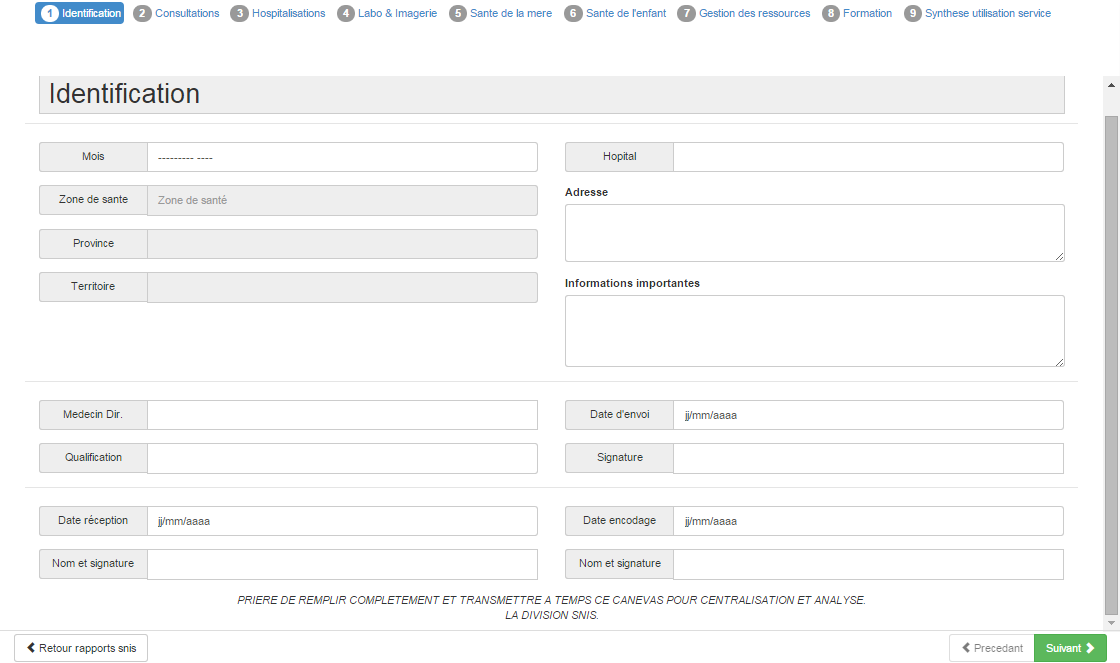 1 Identification 2 Consultations 3 Hospitalisations 4 Labo & Imagerie 5 Sante de la mere 6 Sante de l'enfant 7 Gestion des ressources 8 Formation 9 Synthese utilisation service
Identification
Mois --------- ----
Hopital
Zone de sante Zone de santé
Adresse
Province
Territoire
Informations importantes
Medecin Dir.
Date d'envoi jj/mm/aaaa
Qualification
Signature
Date réception jj/mm/aaaa
Date encodage jj/mm/aaaa
Nom et signature
Nom et signature
PRIERE DE REMPLIR COMPLETEMENT ET TRANSMETTRE A TEMPS CE CANEVAS POUR CENTRALISATION ET ANALYSE.
LA DIVISION SNIS.
Retour rapports snis
Precedant
Suivant